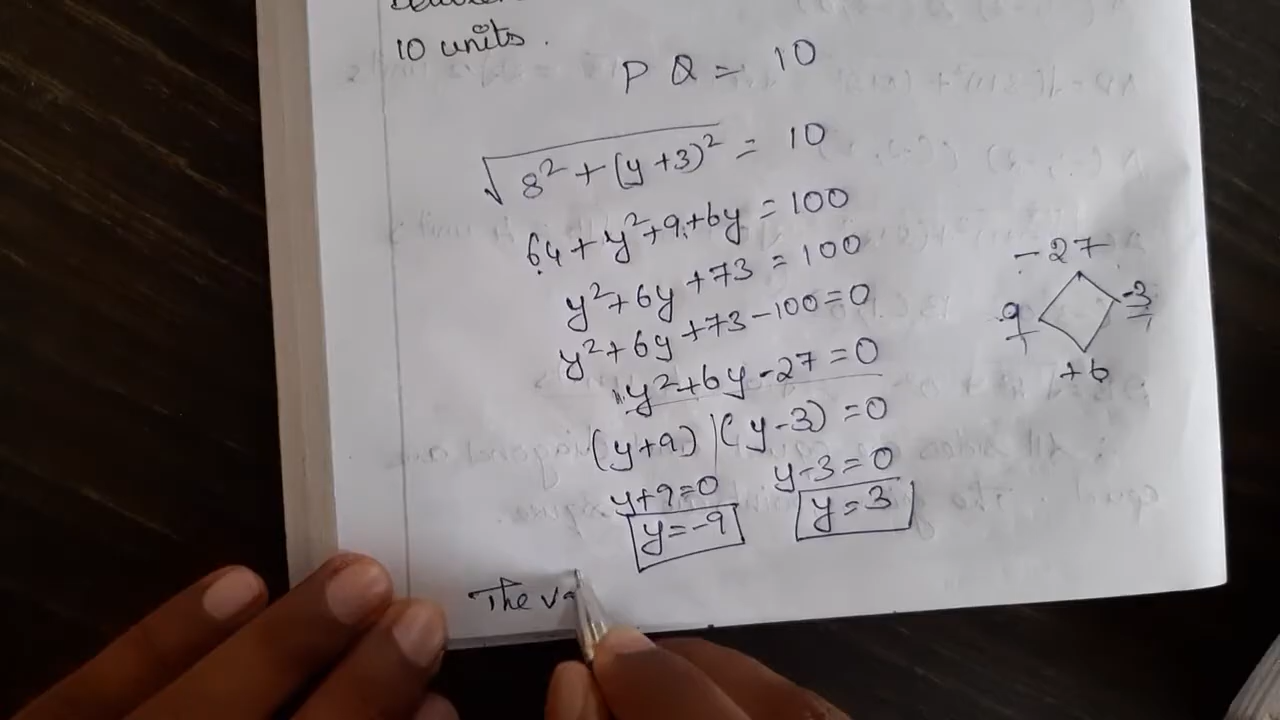 10 units.
PQ = 10
√8²+(y+3)² = 10
64+y²+9+6y = 100
y²+6y+73 = 100
y²+6y+73-100=0
y²+6y-27=0
(y+9) (y-3) =0
y+9=0 y-3=0
y=-9 y=3
The va
-27
9 -3
+6